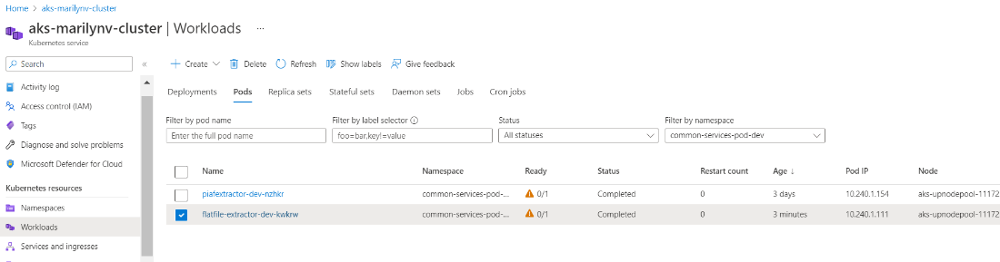 Home > aks-marilynv-cluster
aks-marilynv-cluster | Workloads ...
Kubernetes service
Search
«
Create
Delete
Refresh
Show labels
Give feedback
Activity log
Access control (IAM)
Tags
Diagnose and solve problems
Microsoft Defender for Cloud
Kubernetes resources
Namespaces
Workloads
Services and ingresses
Deployments Pods Replica sets Stateful sets Daemon sets Jobs Cron jobs
Filter by pod name Filter by label selector Status Filter by namespace
Enter the full pod name foo=bar,key!=value All statuses common-services-pod-dev
Name Namespace Ready Status Restart count Age ↓ Pod IP Node
piafextractor-dev-nzhkr common-services-pod-... 0/1 Completed 0 3 days 10.240.1.154 aks-upnodepool-11172
flatfile-extractor-dev-kwkrw common-services-pod-... 0/1 Completed 0 3 minutes 10.240.1.111 aks-upnodepool-11172